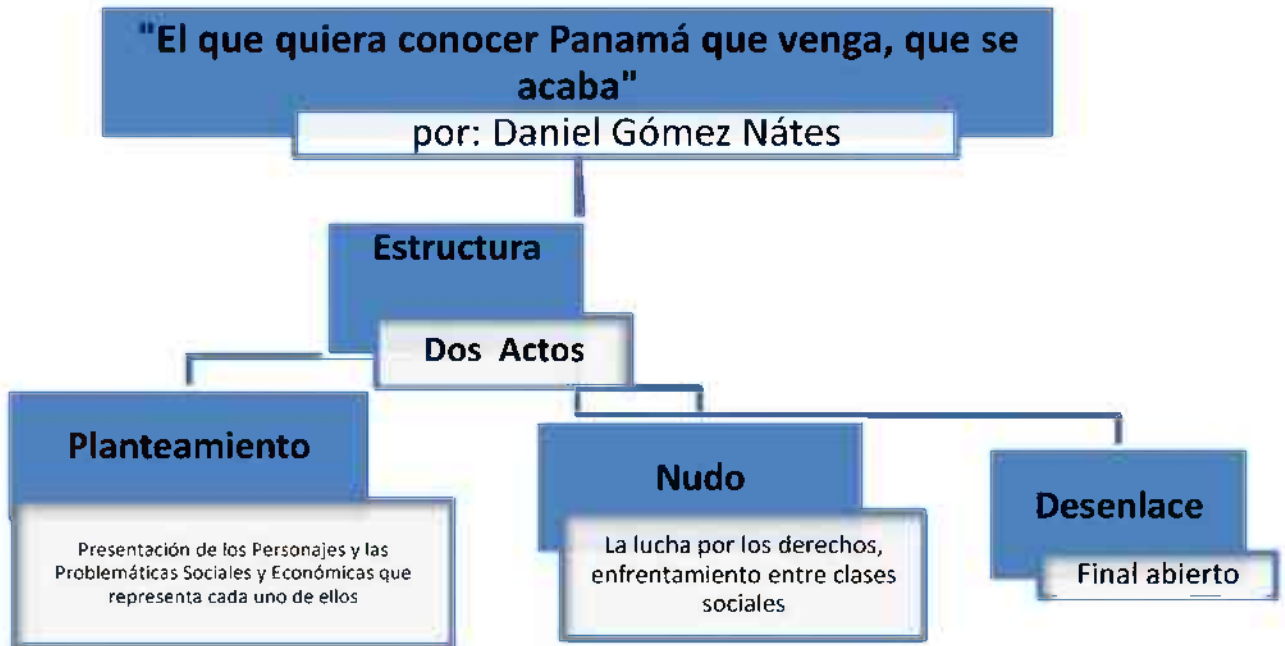 "El que quiera conocer Panamá que venga, que se
acaba"
por: Daniel Gómez Nátes
Estructura
Dos Actos
Planteamiento
Presentación de los Personajes y las
Problemáticas Sociales y Económicas que
representa cada uno de ellos
Nudo
La lucha por los derechos,
enfrentamiento entre clases
sociales
Desenlace
Final abierto